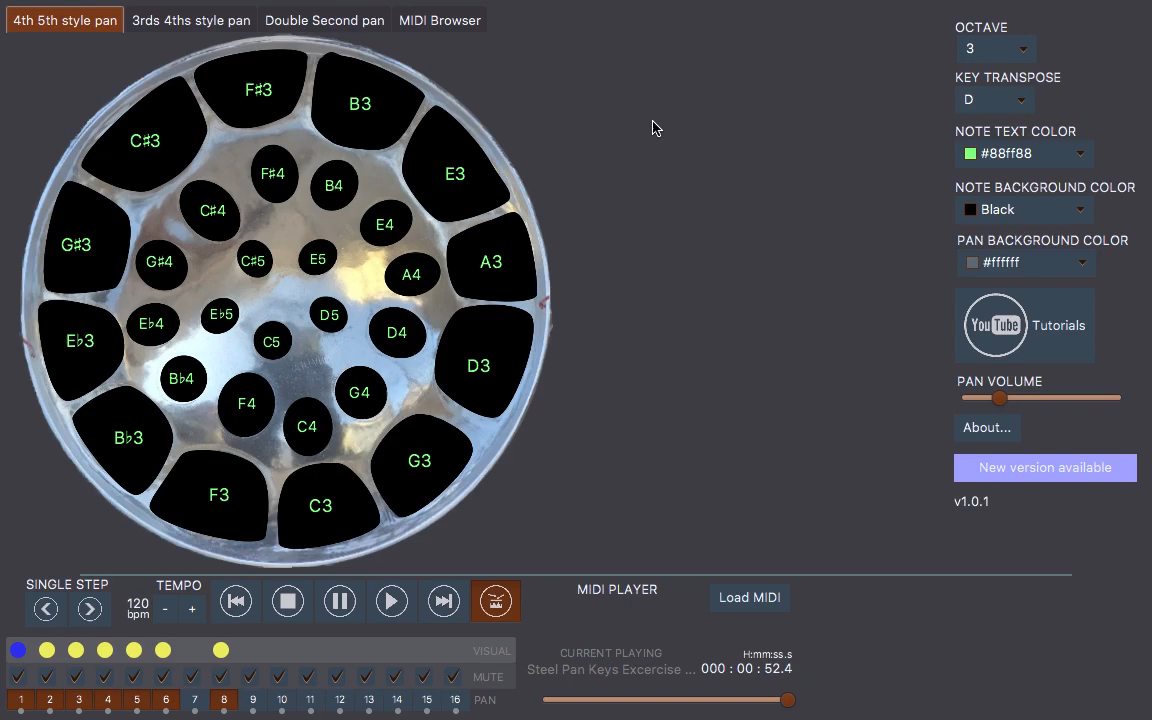 4th 5th style pan 3rds 4ths style pan Double Second pan MIDI Browser
OCTAVE
3
KEY TRANSPOSE
D
NOTE TEXT COLOR
#88ff88
NOTE BACKGROUND COLOR
Black
PAN BACKGROUND COLOR
#ffffff
YouTube Tutorials
PAN VOLUME
About...
New version available
v1.0.1
F♯3
B3
C♯3
E3
F♯4
B4
C♯4
E4
G♯3
A3
G♯4
C♯5
E5
A4
E♭4
E♭5
D5
D4
E♭3
C5
D3
B♭4
G4
F4
C4
B♭3
G3
F3
C3
SINGLE STEP
TEMPO
120
bpm
- +
MIDI PLAYER
Load MIDI
VISUAL
MUTE
1 2 3 4 5 6 7 8 9 10 11 12 13 14 15 16 PAN
CURRENT PLAYING
H:mm:ss.s
Steel Pan Keys Excercise ... 000 : 00 : 52.4